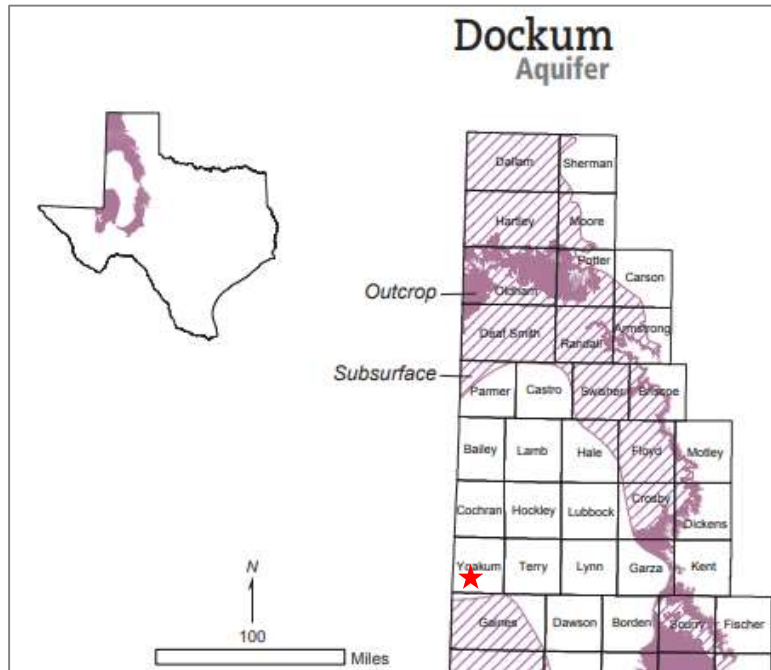 Dockum
Aquifer
Dallam
Sherman
Hartley
Moore
Potter
Carson
Outcrop
Oldham
Armstrong
Deaf Smith
Randall
Subsurface
Parmer
Castro
Swisher
Briscoe
Bailey
Lamb
Hale
Floyd
Motley
Crosby
Cochran
Hockley
Lubbock
Dickens
Yoakum
Terry
Lynn
Garza
Kent
N
Gaines
Dawson
Borden
Scurry
Fischer
100
Miles